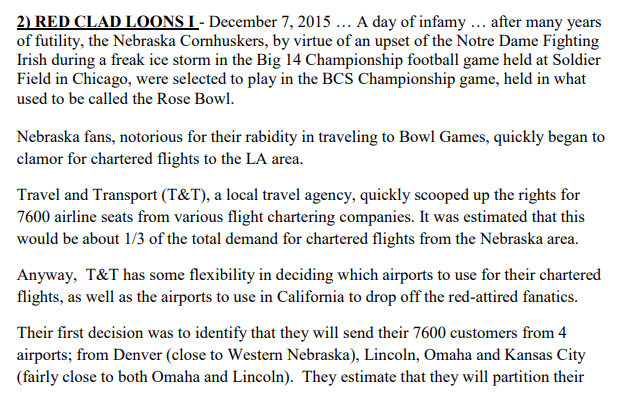 2) RED CLAD LOONS I - December 7, 2015 … A day of infamy … after many years
of futility, the Nebraska Cornhuskers, by virtue of an upset of the Notre Dame Fighting
Irish during a freak ice storm in the Big 14 Championship football game held at Soldier
Field in Chicago, were selected to play in the BCS Championship game, held in what
used to be called the Rose Bowl.
Nebraska fans, notorious for their rabidity in traveling to Bowl Games, quickly began to
clamor for chartered flights to the LA area.
Travel and Transport (T&T), a local travel agency, quickly scooped up the rights for
7600 airline seats from various flight chartering companies. It was estimated that this
would be about 1/3 of the total demand for chartered flights from the Nebraska area.
Anyway,  T&T has some flexibility in deciding which airports to use for their chartered
flights, as well as the airports to use in California to drop off the red-attired fanatics.
Their first decision was to identify that they will send their 7600 customers from 4
airports; from Denver (close to Western Nebraska), Lincoln, Omaha and Kansas City
(fairly close to both Omaha and Lincoln).  They estimate that they will partition their